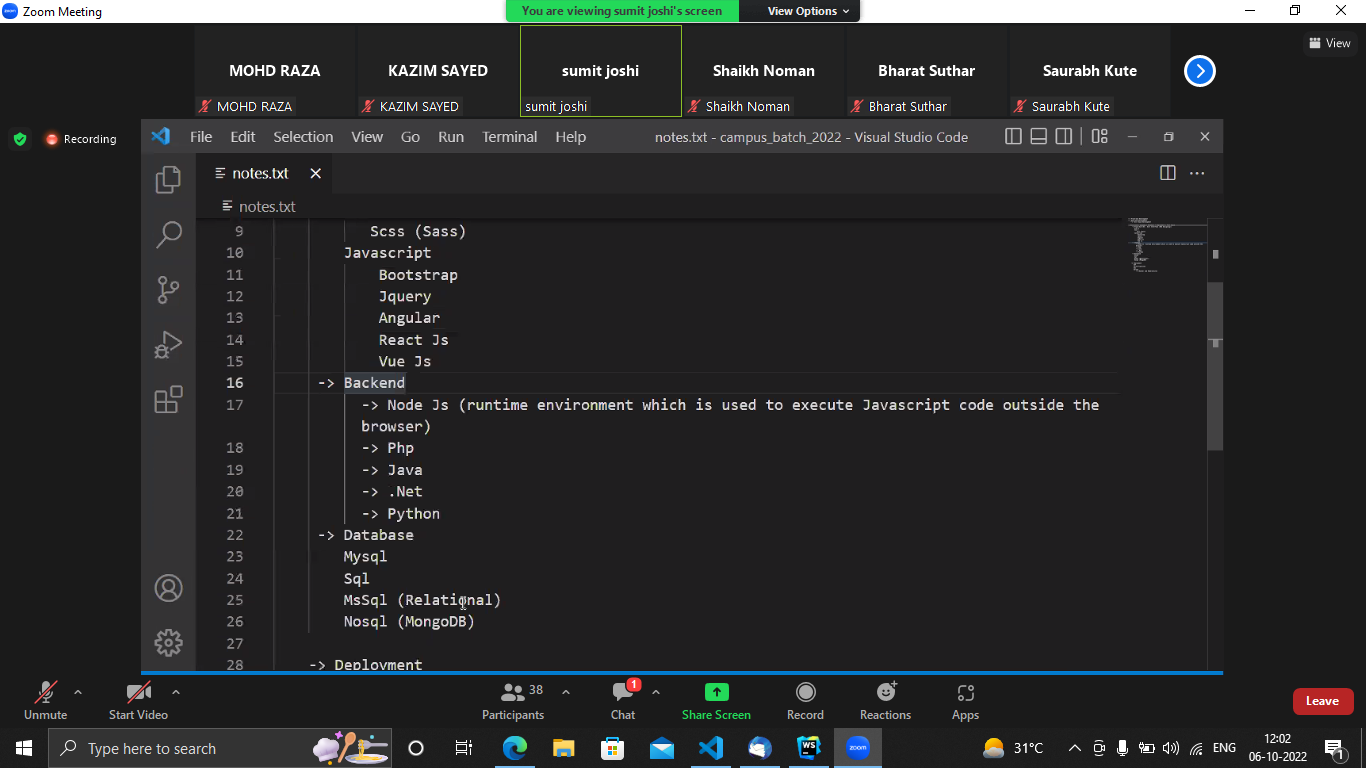 Zoom Meeting
You are viewing sumit joshi's screen
View Options
View
MOHD RAZA
KAZIM SAYED
sumit joshi
Shaikh Noman
Bharat Suthar
Saurabh Kute
MOHD RAZA
KAZIM SAYED
sumit joshi
Shaikh Noman
Bharat Suthar
Saurabh Kute
Recording
File Edit Selection View Go Run Terminal Help
notes.txt - campus_batch_2022 - Visual Studio Code
notes.txt
notes.txt
9 Scss (Sass)
10 Javascript
11 Bootstrap
12 Jquery
13 Angular
14 React Js
15 Vue Js
16 -> Backend
17 -> Node Js (runtime environment which is used to execute Javascript code outside the
browser)
18 -> Php
19 -> Java
20 -> .Net
21 -> Python
22 -> Database
23 Mysql
24 Sql
25 MsSql (Relational)
26 Nosql (MongoDB)
27
28 -> Deployment
Unmute
Start Video
38
Participants
1
Chat
Share Screen
Record
Reactions
Apps
Leave
Type here to search
WS
zoom
31°C
ENG
12:02
06-10-2022
1